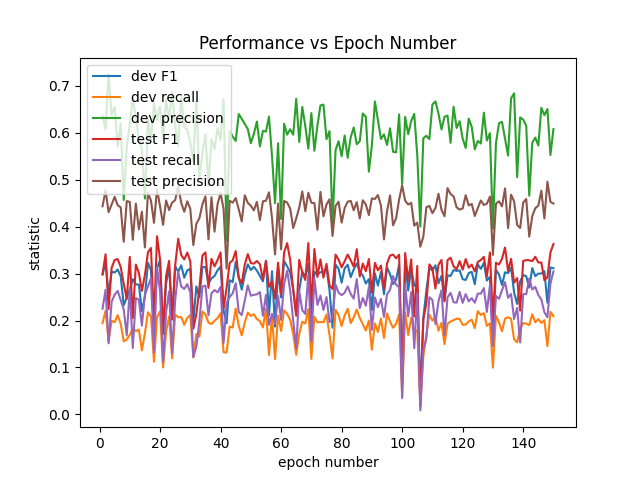 Performance vs Epoch Number
dev F1
dev recall
dev precision
test F1
test recall
test precision
0.7
0.6
0.5
0.4
0.3
0.2
0.1
0.0
statistic
0 20 40 60 80 100 120 140
epoch number